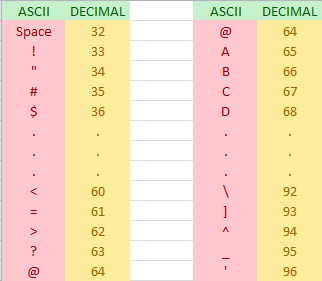 ASCII DECIMAL ASCII DECIMAL
Space 32 @ 64
! 33 A 65
" 34 B 66
# 35 C 67
$ 36 D 68
. . . .
. . . .
. . . .
< 60 \ 92
= 61 ] 93
> 62 ^ 94
? 63 _ 95
@ 64 ' 96